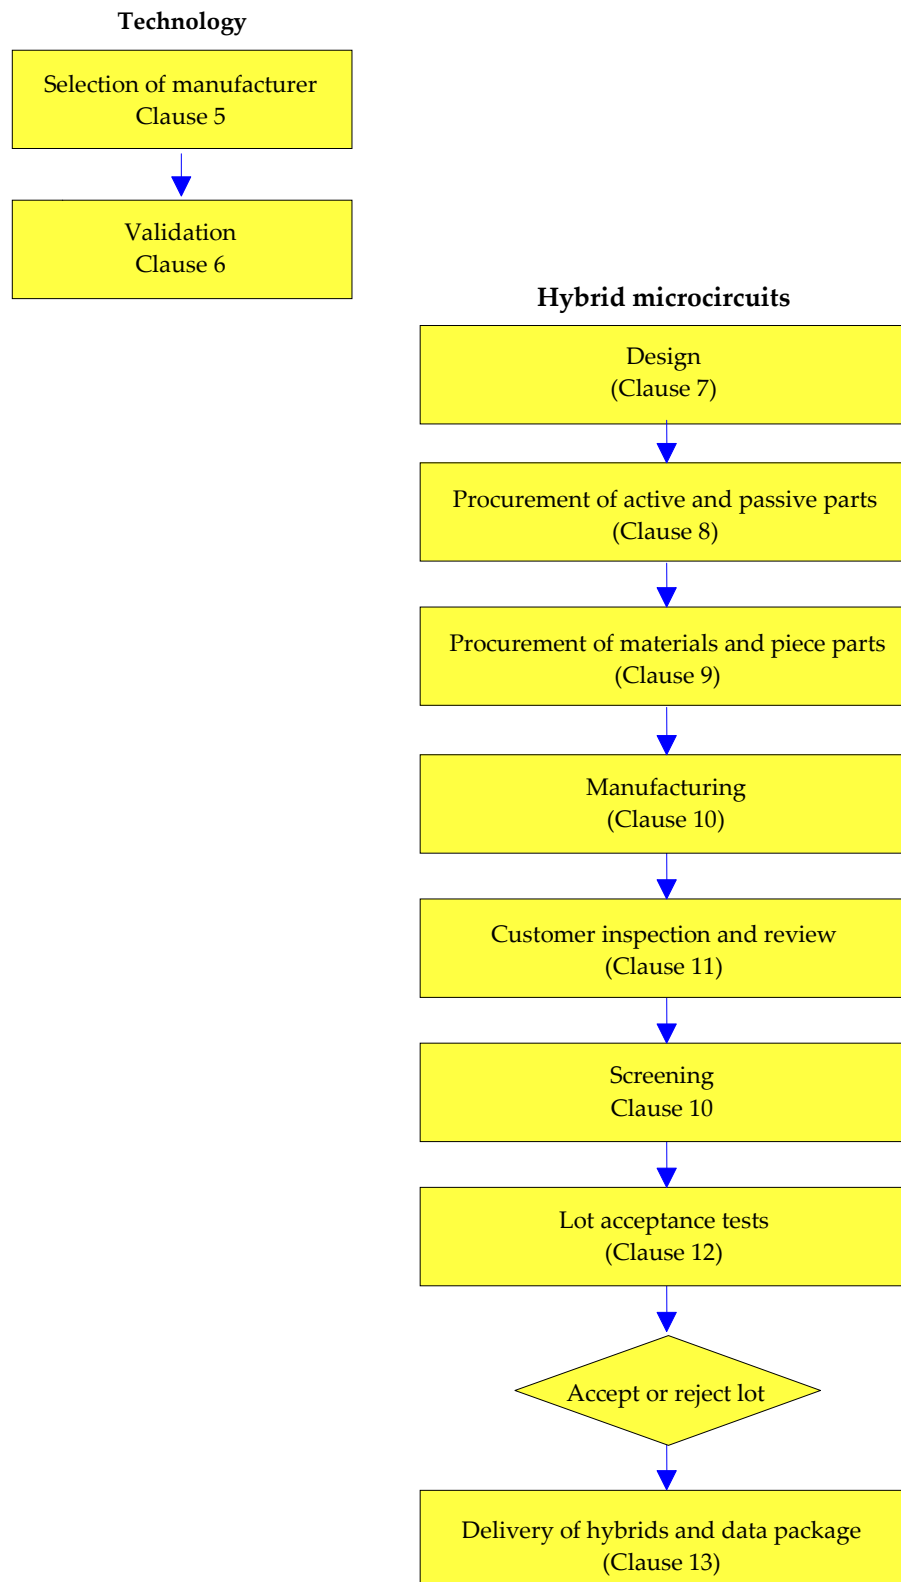 Technology
Selection of manufacturer
Clause 5
Validation
Clause 6
Hybrid microcircuits
Design
(Clause 7)
Procurement of active and passive parts
(Clause 8)
Procurement of materials and piece parts
(Clause 9)
Manufacturing
(Clause 10)
Customer inspection and review
(Clause 11)
Screening
Clause 10
Lot acceptance tests
(Clause 12)
Accept or reject lot
Delivery of hybrids and data package
(Clause 13)